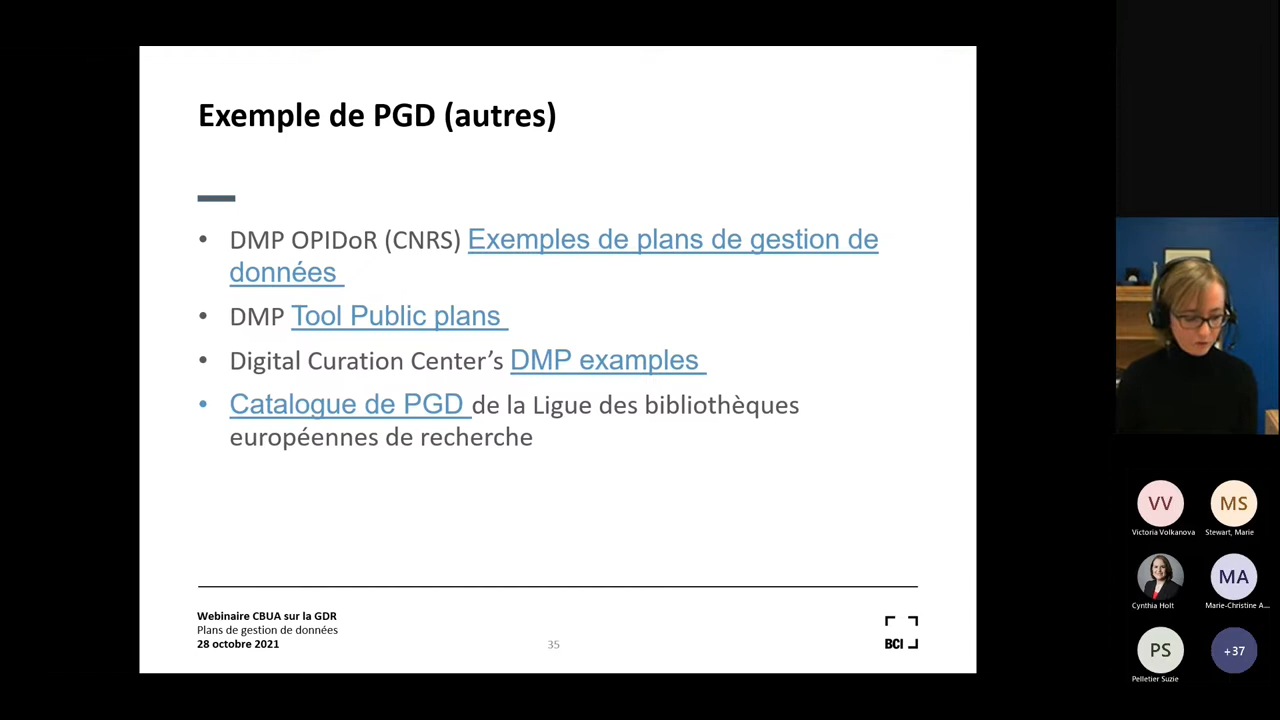 Exemple de PGD (autres)
• DMP OPIDoR (CNRS) Exemples de plans de gestion de
données
• DMP Tool Public plans
• Digital Curation Center’s DMP examples
• Catalogue de PGD de la Ligue des bibliothèques
européennes de recherche
Webinaire CBUA sur la GDR
Plans de gestion de données
28 octobre 2021
35
BCI
VV
MS
Victoria Volkanova
Stewart, Marie
MA
Cynthia Holt
Marie-Christine A...
PS
+37
Pelletier Suzie